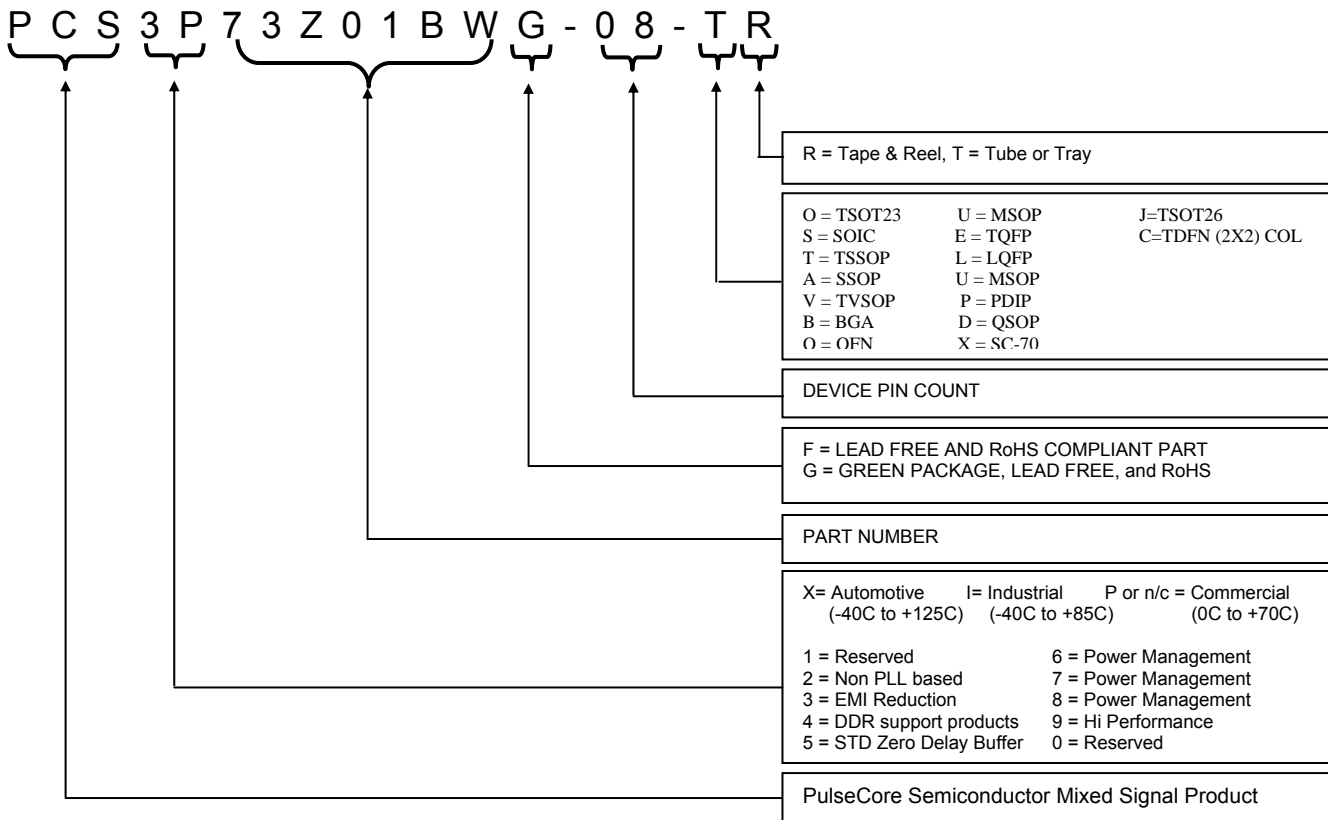 P C S 3 P 7 3 Z 0 1 B W G - 0 8 - T R
R = Tape & Reel, T = Tube or Tray
O = TSOT23 U = MSOP J=TSOT26
S = SOIC E = TQFP C=TDFN (2X2) COL
T = TSSOP L = LQFP
A = SSOP U = MSOP
V = TVSOP P = PDIP
B = BGA D = QSOP
Q = QFN X = SC-70
DEVICE PIN COUNT
F = LEAD FREE AND RoHS COMPLIANT PART
G = GREEN PACKAGE, LEAD FREE, and RoHS
PART NUMBER
X= Automotive I= Industrial P or n/c = Commercial
(-40C to +125C) (-40C to +85C) (0C to +70C)
1 = Reserved 6 = Power Management
2 = Non PLL based 7 = Power Management
3 = EMI Reduction 8 = Power Management
4 = DDR support products 9 = Hi Performance
5 = STD Zero Delay Buffer 0 = Reserved
PulseCore Semiconductor Mixed Signal Product